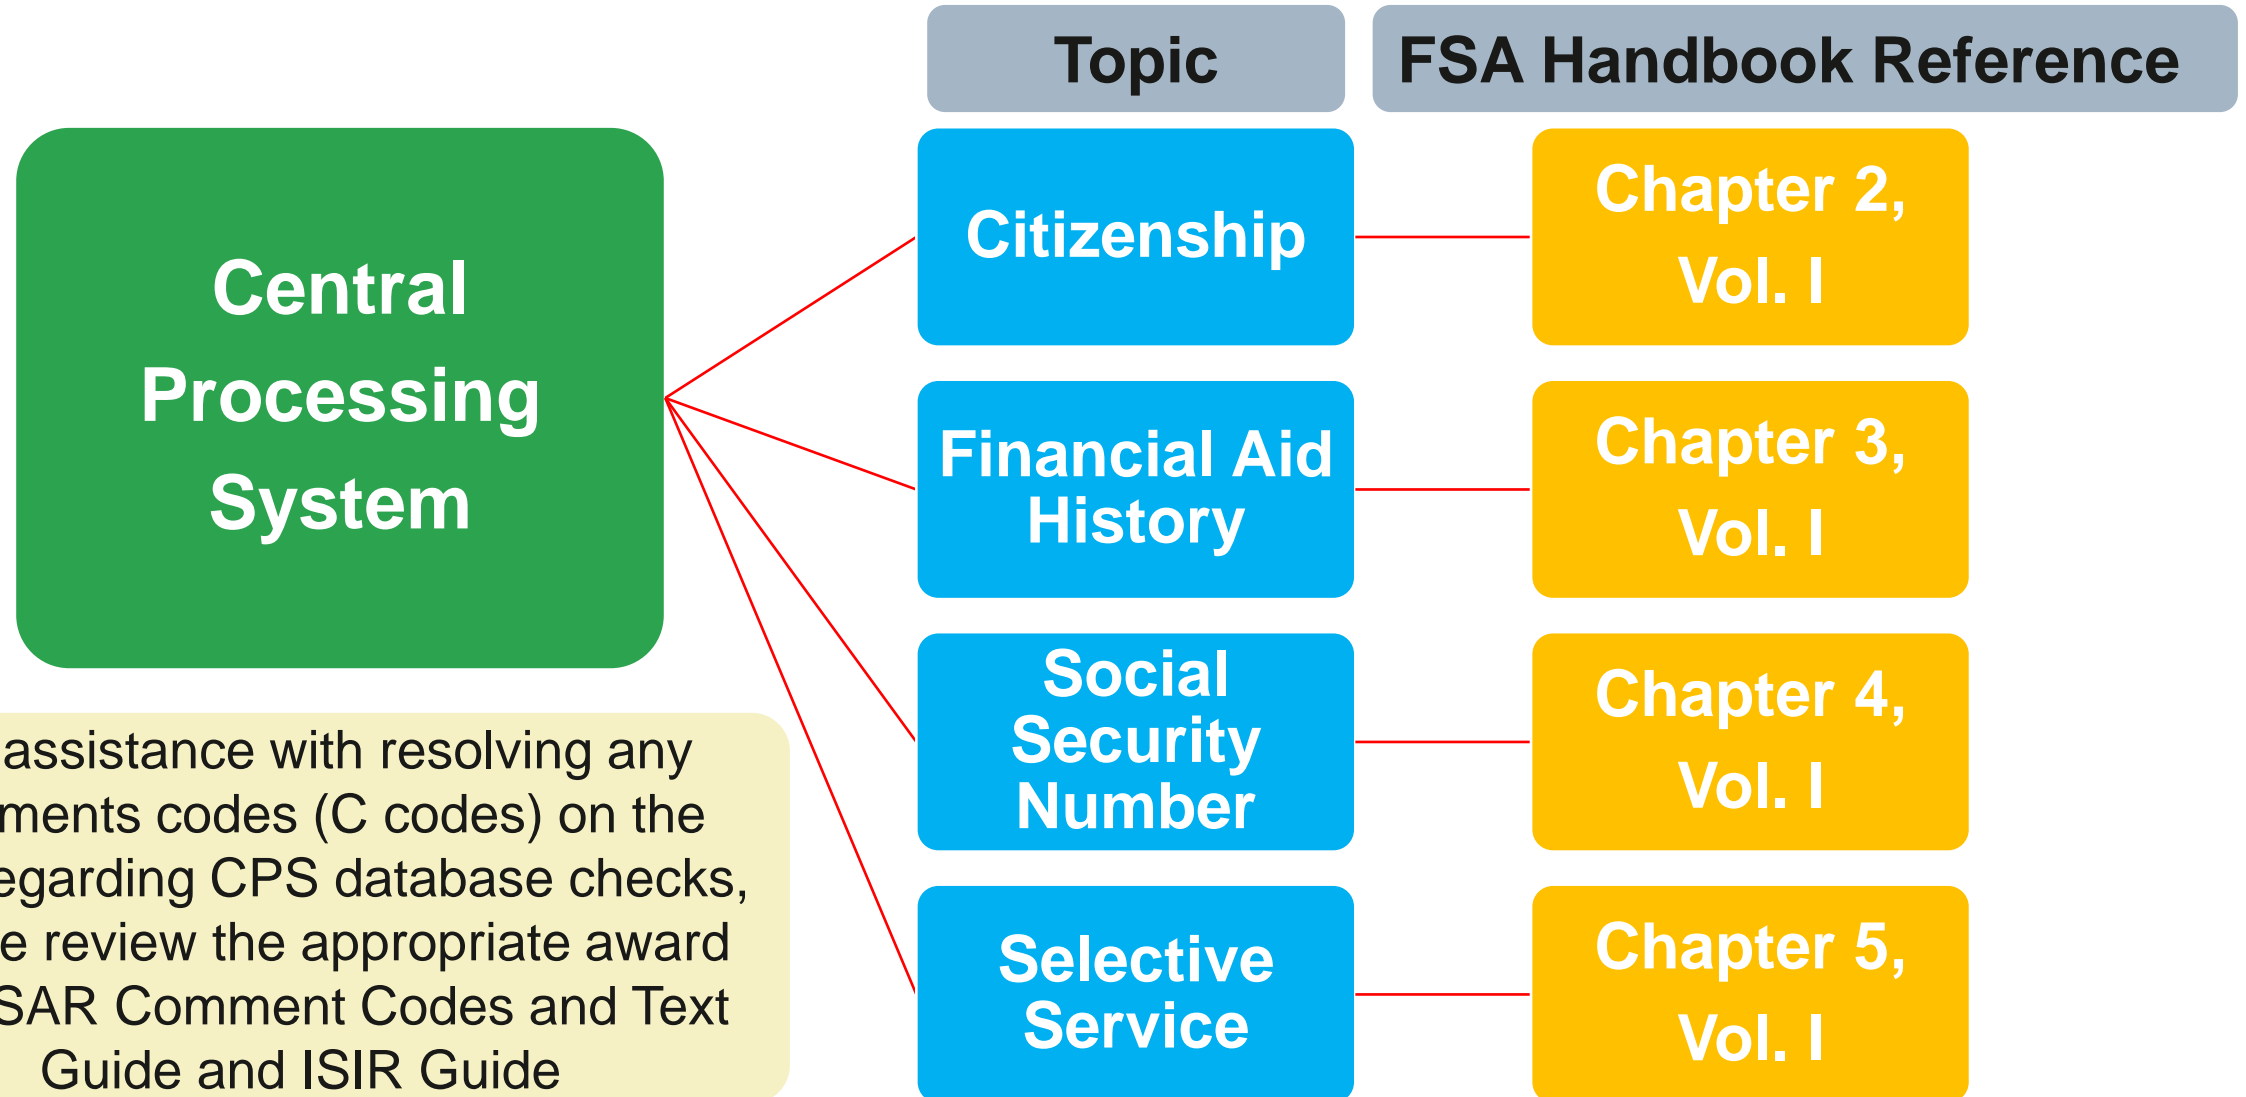 Topic
FSA Handbook Reference
Central
Processing
System
Citizenship
Chapter 2,
Vol. I
Financial Aid
History
Chapter 3,
Vol. I
Social
Security
Number
Chapter 4,
Vol. I
Selective
Service
Chapter 5,
Vol. I
assistance with resolving any
codes (C codes) on the
CPS database checks,
review the appropriate award
SAR Comment Codes and Text
Guide and ISIR Guide